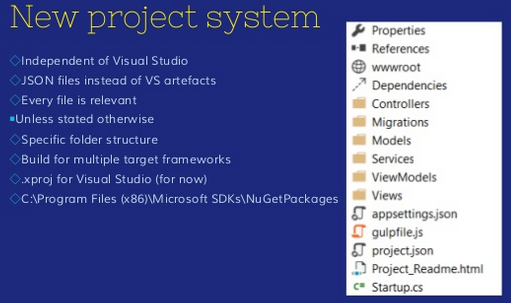 New project system
Independent of Visual Studio
JSON files instead of VS artefacts
Every file is relevant
Unless stated otherwise
Specific folder structure
Build for multiple target frameworks
.xproj for Visual Studio (for now)
C:\Program Files (x86)\Microsoft SDKs\NuGetPackages
Properties
References
wwwroot
Dependencies
Controllers
Migrations
Models
Services
ViewModels
Views
appsettings.json
gulpfile.js
project.json
Project_Readme.html
C# Startup.cs